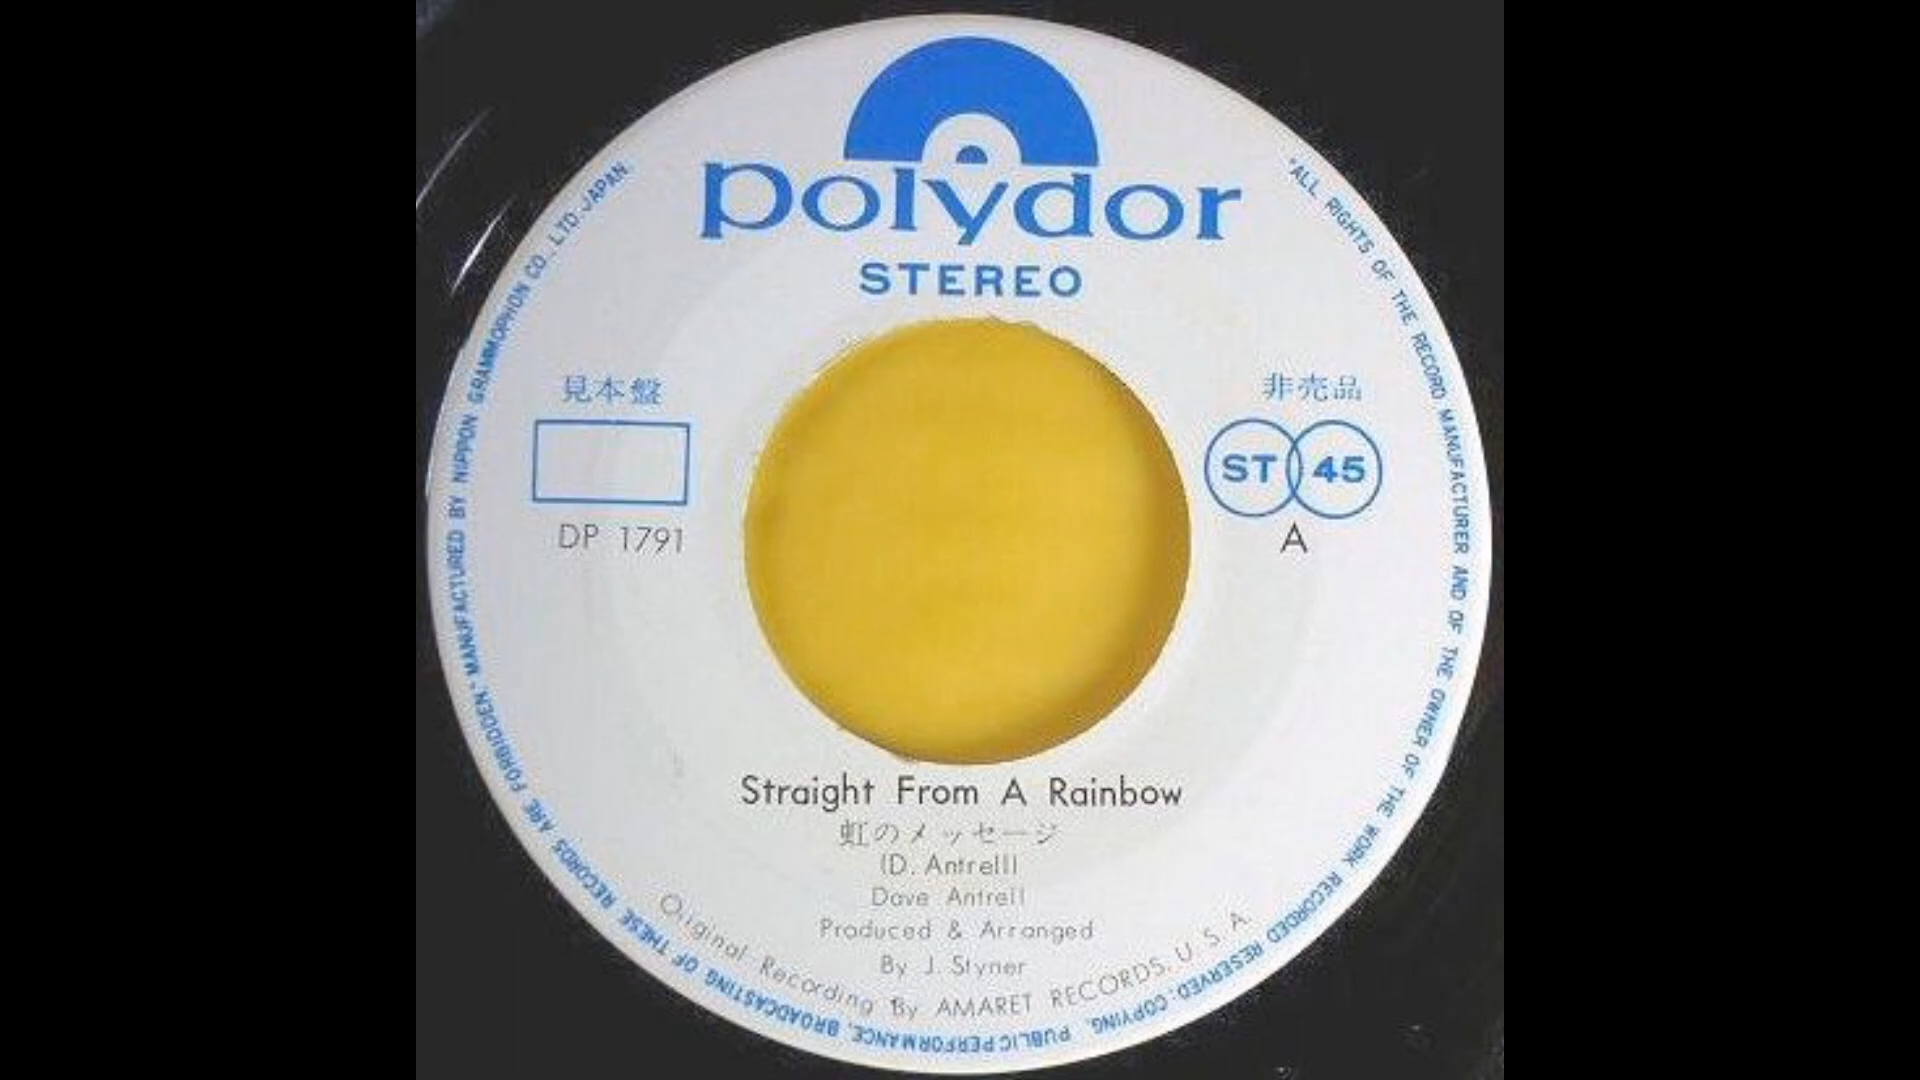 polydor
STEREO
見本盤
非売品
ST 45
DP 1791
A
Straight From A Rainbow
虹のメッセージ
(D. Antrell)
Dave Antrell
Produced & Arranged
By J. Styner
Original Recording By AMARET RECORDS. U. S. A.
"ALL RIGHTS OF THE RECORD MANUFACTURER AND OF THE OWNER OF THE WORK RECORDED RESERVED; COPYING, PUBLIC PERFORMANCE, BROADCASTING OF THESE RECORDS ARE FORBIDDEN." MANUFACTURED BY NIPPON GRAMMOPHON CO., LTD. JAPAN.